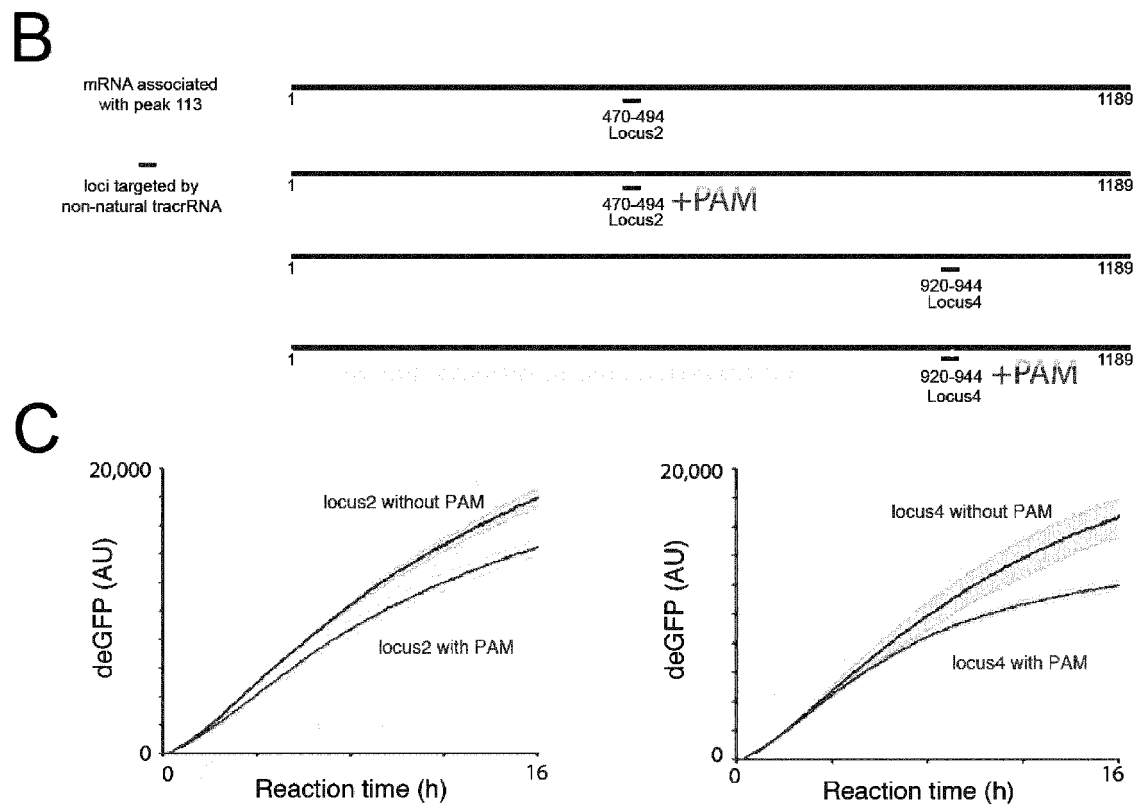 B
mRNA associated
with peak 113
1
1189
470-494
Locus2
loci targeted by
non-natural tracrRNA
1
1189
470-494 +PAM
Locus2
1
1189
920-944
Locus4
1
1189
920-944 +PAM
Locus4
C
20,000
locus2 without PAM
deGFP (AU)
locus2 with PAM
0
0
16
Reaction time (h)
20,000
locus4 without PAM
deGFP (AU)
locus4 with PAM
0
0
16
Reaction time (h)